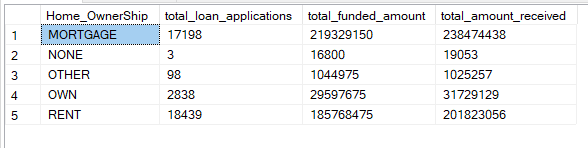 Home_OwnerShip total_loan_applications total_funded_amount total_amount_received
1 MORTGAGE 17198 219329150 238474438
2 NONE 3 16800 19053
3 OTHER 98 1044975 1025257
4 OWN 2838 29597675 31729129
5 RENT 18439 185768475 201823056